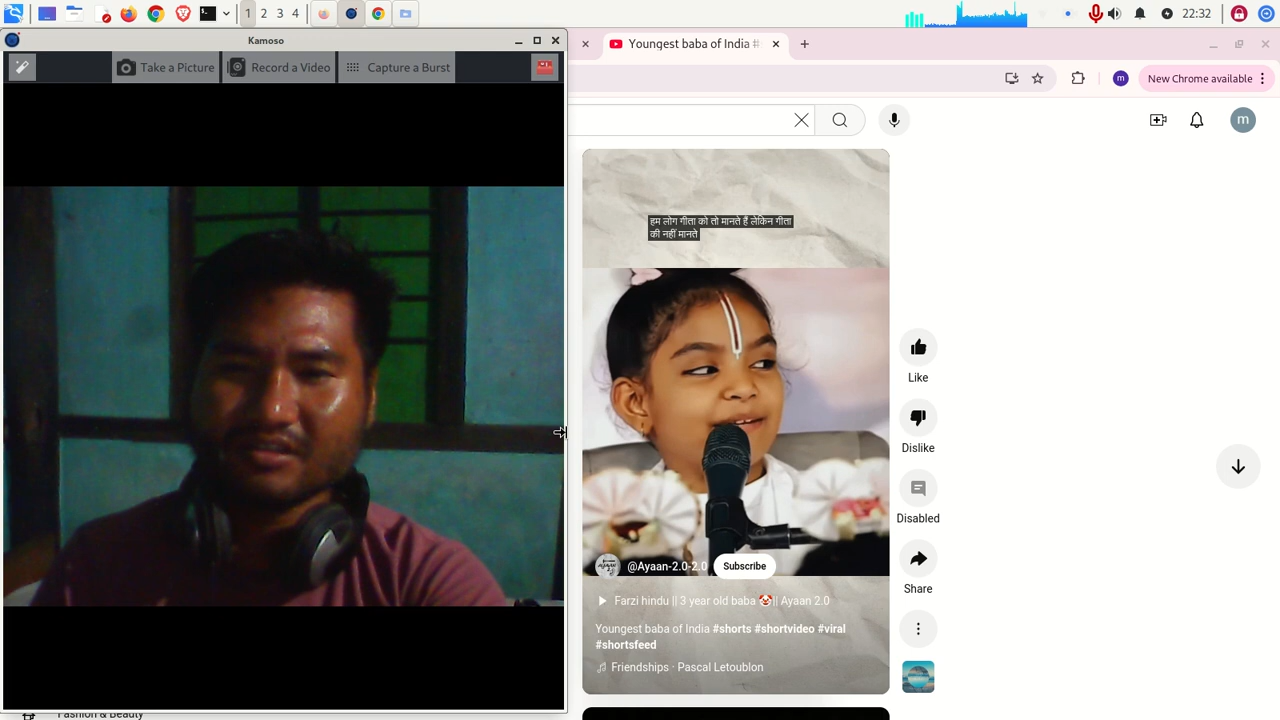 1 2 3 4
22:32
Kamoso
Take a Picture
Record a Video
Capture a Burst
Youngest baba of India #
m
New Chrome available
m
हम लोग गीता को तो मानते हैं लेकिन गीता
की नहीं मानते
Like
Dislike
Disabled
Share
@Ayaan-2.0-2.0
Subscribe
Farzi hindu || 3 year old baba 🤡|| Ayaan 2.0
Youngest baba of India #shorts #shortvideo #viral
#shortsfeed
Friendships · Pascal Letoublon
Fashion & Beauty